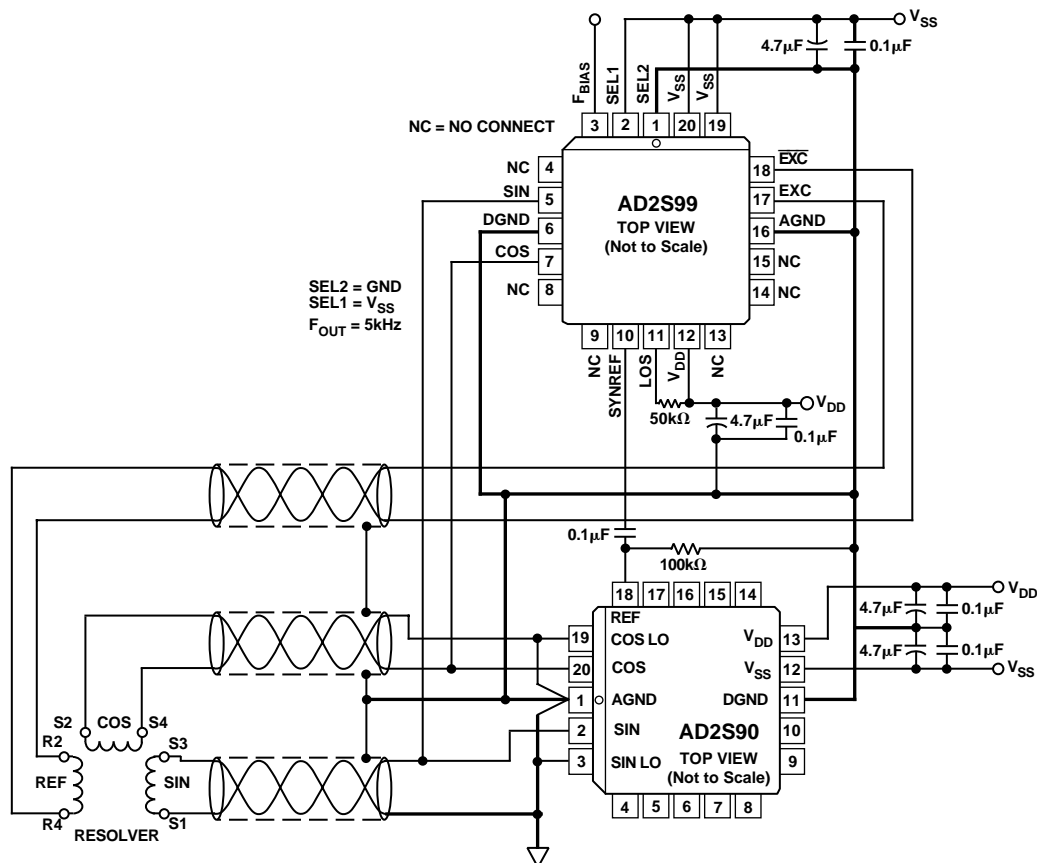 V_SS
4.7µF
0.1µF
F_BIAS
SEL1
SEL2
V_SS
V_SS
NC = NO CONNECT
3
2
1
20
19
NC
4
SIN
5
DGND
6
COS
7
NC
8
AD2S99
TOP VIEW
(Not to Scale)
18
EXC
17
EXC
16
AGND
15
NC
14
NC
SEL2 = GND
SEL1 = V_SS
F_OUT = 5kHz
9
10
11
12
13
NC
SYNREF
LOS
V_DD
NC
50kΩ
4.7µF
0.1µF
V_DD
0.1µF
100kΩ
18
17
16
15
14
REF
19
COS LO
20
COS
1
AGND
2
SIN
3
SIN LO
V_DD
13
V_SS
12
DGND
11
10
9
AD2S90
TOP VIEW
(Not to Scale)
4
5
6
7
8
4.7µF
0.1µF
V_DD
4.7µF
0.1µF
V_SS
S2
COS
S4
R2
S3
REF
SIN
R4
S1
RESOLVER